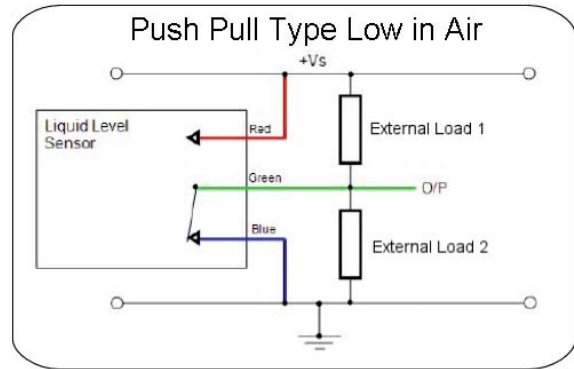 Push Pull Type Low in Air
+Vs
Liquid Level
Sensor
Red
External Load 1
Green
O/P
Blue
External Load 2